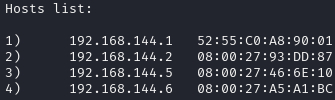 Hosts list:
1) 192.168.144.1 52:55:C0:A8:90:01
2) 192.168.144.2 08:00:27:93:DD:87
3) 192.168.144.5 08:00:27:46:6E:10
4) 192.168.144.6 08:00:27:A5:A1:BC